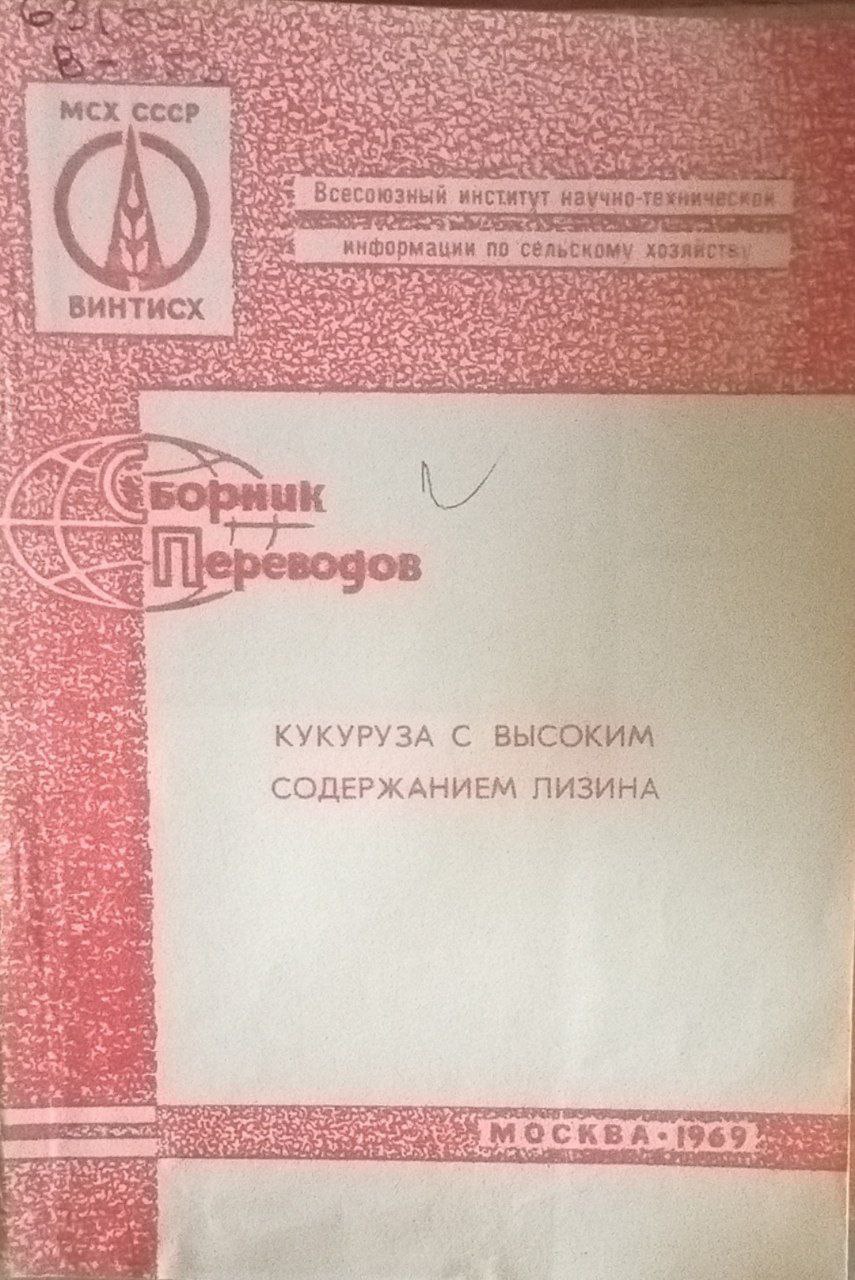 МСХ СССР
ВИНТИСХ
Всесоюзный институт научно-технической
информации по сельскому хозяйству
Сборник
Переводов
КУКУРУЗА С ВЫСОКИМ
СОДЕРЖАНИЕМ ЛИЗИНА
МОСКВА·1969